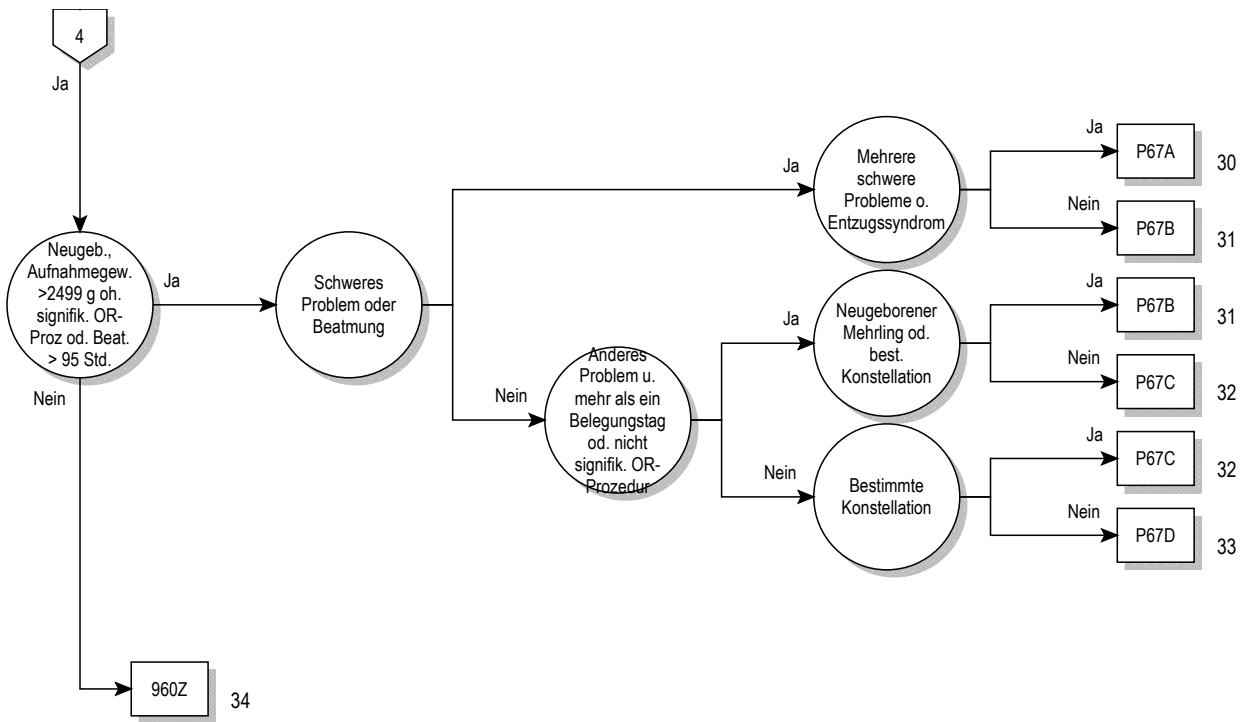 4
Ja
Neugeb.,
Aufnahmegew.
>2499 g oh.
signifik. OR-
Proz od. Beat.
> 95 Std.
Ja
Nein
Schweres
Problem oder
Beatmung
Ja
Nein
Mehrere
schwere
Probleme o.
Entzugssyndrom
Ja
P67A
30
Nein
P67B
31
Anderes
Problem u.
mehr als ein
Belegungstag
od. nicht
signifik. OR-
Prozedur
Ja
Nein
Neugeborener
Mehrling od.
best.
Konstellation
Ja
P67B
31
Nein
P67C
32
Bestimmte
Konstellation
Ja
P67C
32
Nein
P67D
33
960Z
34